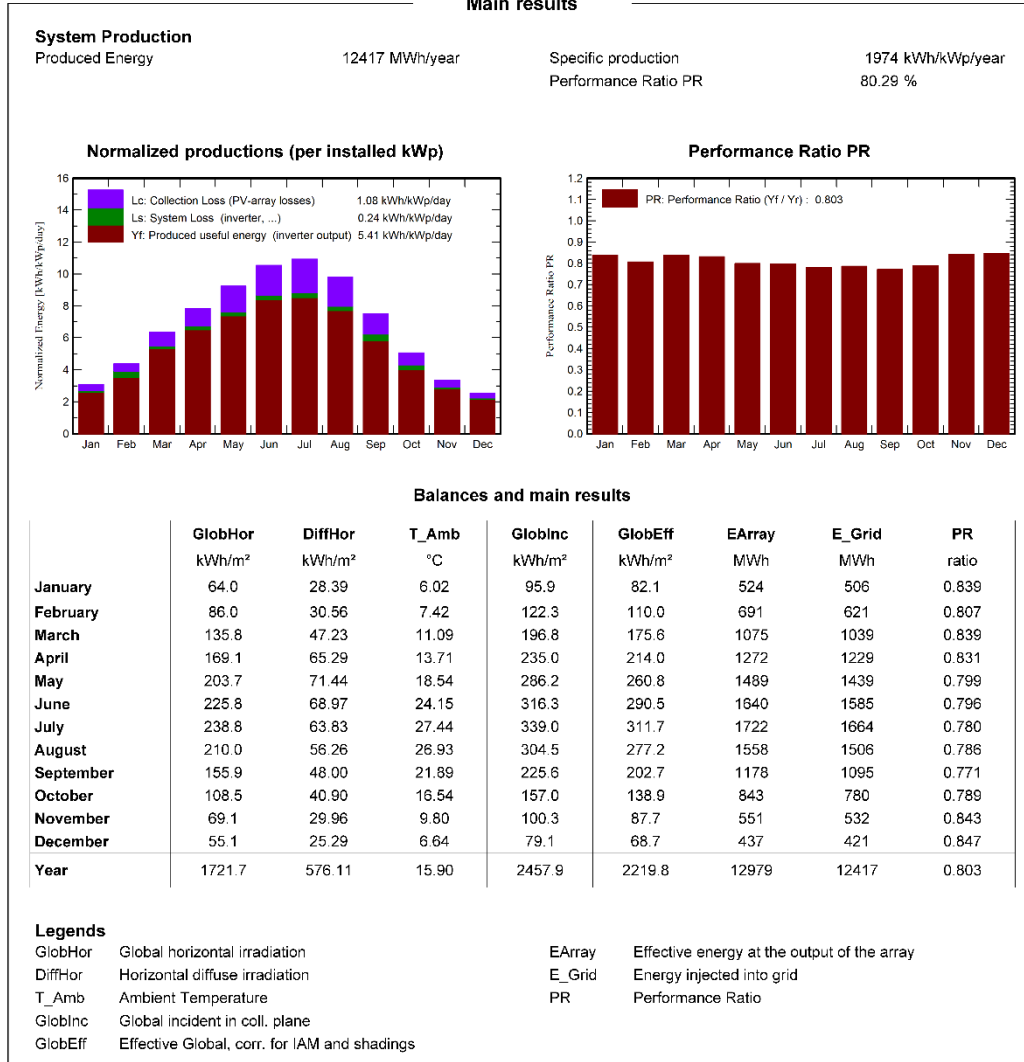 Main results
System Production
Produced Energy 12417 MWh/year Specific production 1974 kWh/kWp/year
Performance Ratio PR 80.29 %
Normalized productions (per installed kWp)
Lc: Collection Loss (PV-array losses) 1.08 kWh/kWp/day
Ls: System Loss (inverter, ...) 0.24 kWh/kWp/day
Yf: Produced useful energy (inverter output) 5.41 kWh/kWp/day
Normalized Energy [kWh/kWp/day]
16
14
12
10
8
6
4
2
0
Jan Feb Mar Apr May Jun Jul Aug Sep Oct Nov Dec
Performance Ratio PR
PR: Performance Ratio (Yf / Yr) : 0.803
Performance Ratio PR
1.2
1.1
1.0
0.9
0.8
0.7
0.6
0.5
0.4
0.3
0.2
0.1
0.0
Jan Feb Mar Apr May Jun Jul Aug Sep Oct Nov Dec
Balances and main results
GlobHor DiffHor T_Amb GlobInc GlobEff EArray E_Grid PR
kWh/m² kWh/m² °C kWh/m² kWh/m² MWh MWh ratio
January 64.0 28.39 6.02 95.9 82.1 524 506 0.839
February 86.0 30.56 7.42 122.3 110.0 691 621 0.807
March 135.8 47.23 11.09 196.8 175.6 1075 1039 0.839
April 169.1 65.29 13.71 235.0 214.0 1272 1229 0.831
May 203.7 71.44 18.54 286.2 260.8 1489 1439 0.799
June 225.8 68.97 24.15 316.3 290.5 1640 1585 0.796
July 238.8 63.83 27.44 339.0 311.7 1722 1664 0.780
August 210.0 56.26 26.93 304.5 277.2 1558 1506 0.786
September 155.9 48.00 21.89 225.6 202.7 1178 1095 0.771
October 108.5 40.90 16.54 157.0 138.9 843 780 0.789
November 69.1 29.96 9.80 100.3 87.7 551 532 0.843
December 55.1 25.29 6.64 79.1 68.7 437 421 0.847
Year 1721.7 576.11 15.90 2457.9 2219.8 12979 12417 0.803
Legends
GlobHor Global horizontal irradiation EArray Effective energy at the output of the array
DiffHor Horizontal diffuse irradiation E_Grid Energy injected into grid
T_Amb Ambient Temperature PR Performance Ratio
GlobInc Global incident in coll. plane
GlobEff Effective Global, corr. for IAM and shadings